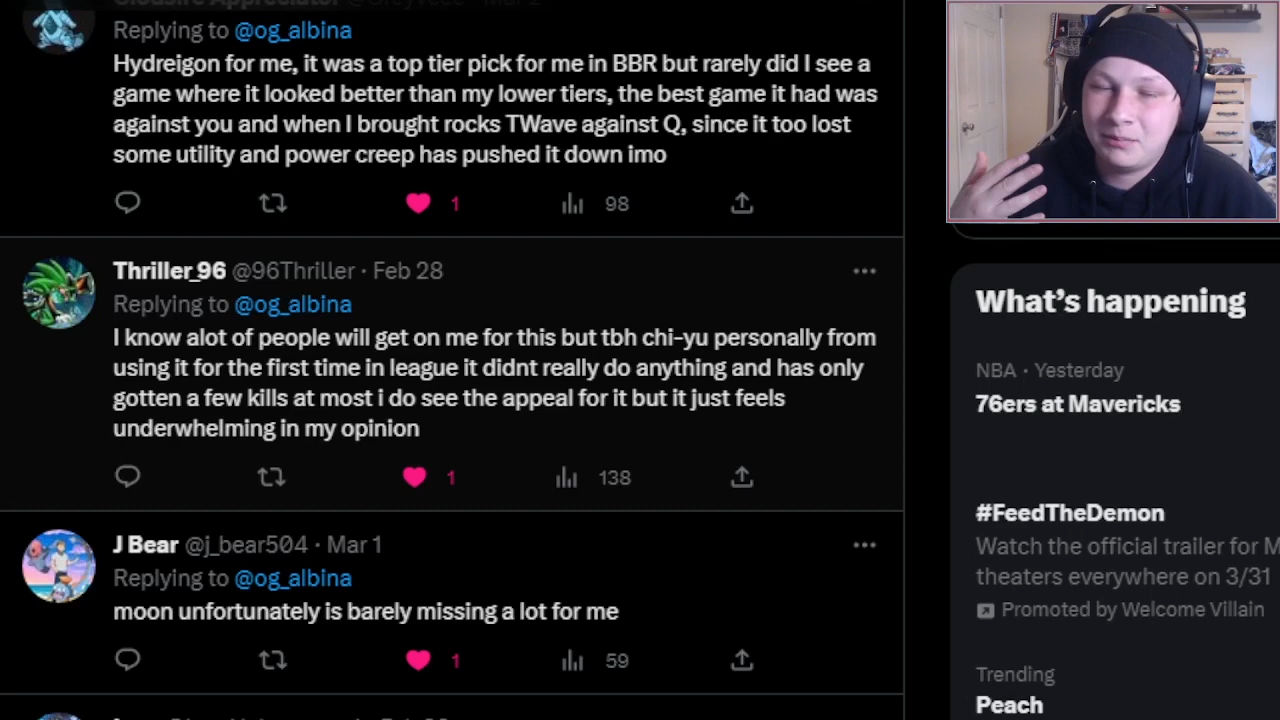 Replying to @og_albina
Hydreigon for me, it was a top tier pick for me in BBR but rarely did I see a
game where it looked better than my lower tiers, the best game it had was
against you and when I brought rocks TWave against Q, since it too lost
some utility and power creep has pushed it down imo
1 98
Thriller_96 @96Thriller · Feb 28
Replying to @og_albina
I know alot of people will get on me for this but tbh chi-yu personally from
using it for the first time in league it didnt really do anything and has only
gotten a few kills at most i do see the appeal for it but it just feels
underwhelming in my opinion
1 138
J Bear @j_bear504 · Mar 1
Replying to @og_albina
moon unfortunately is barely missing a lot for me
1 59
What's happening
NBA · Yesterday
76ers at Mavericks
#FeedTheDemon
Watch the official trailer for M
theaters everywhere on 3/31
Promoted by Welcome Villain
Trending
Peach